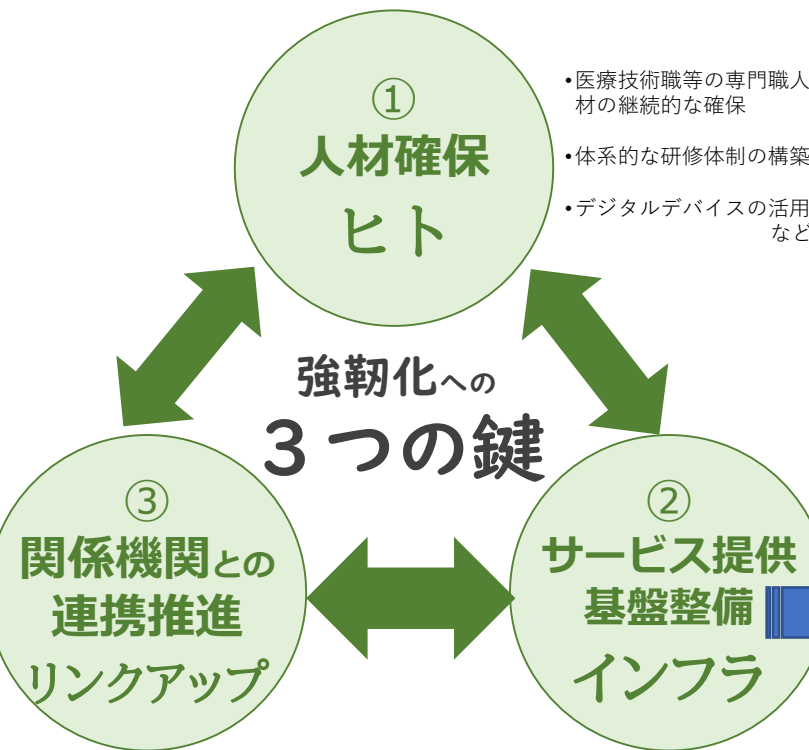 ①
人材確保
ヒト
•医療技術職等の専門職人
材の継続的な確保
•体系的な研修体制の構築
•デジタルデバイスの活用
など
強靭化への
３つの鍵
③
関係機関との
連携推進
リンクアップ
②
サービス提供
基盤整備
インフラ